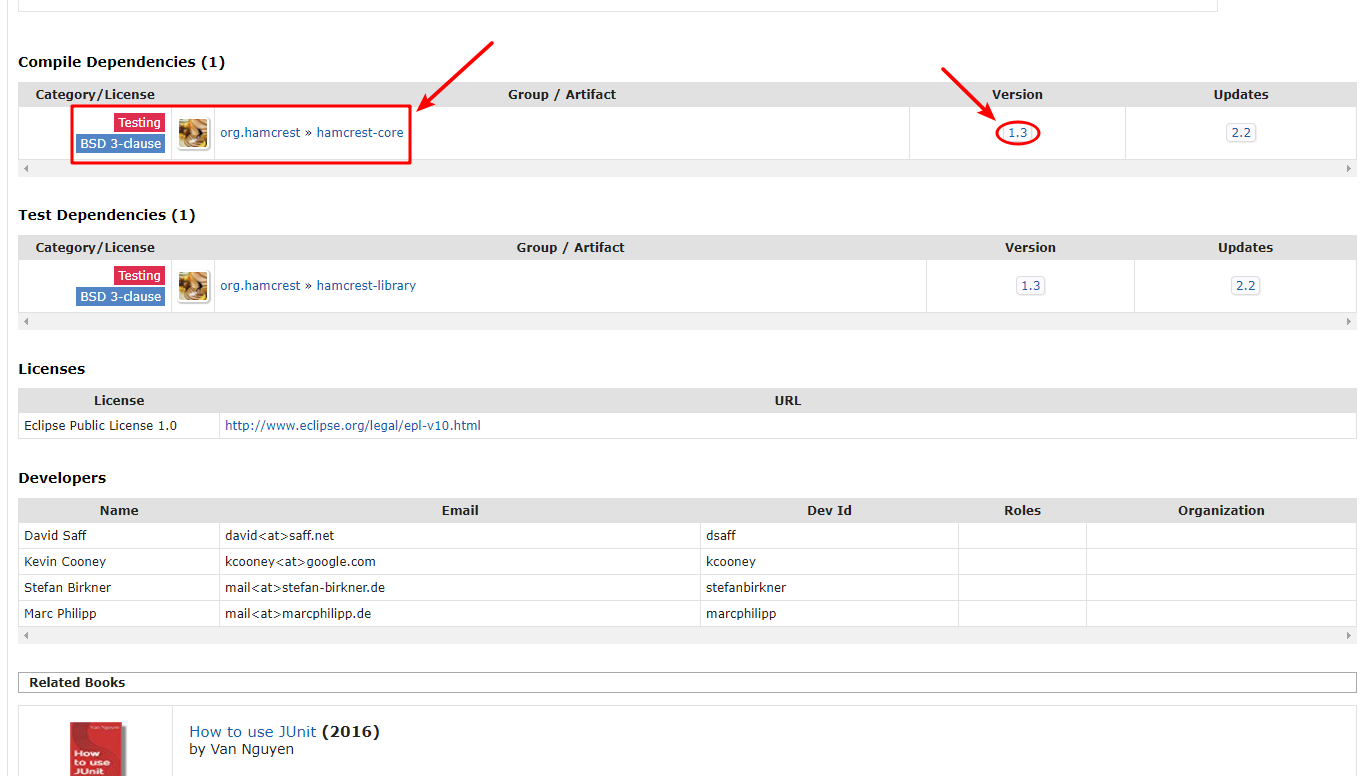 Compile Dependencies (1)
Category/License Group / Artifact Version Updates
Testing
BSD 3-clause
org.hamcrest » hamcrest-core 1.3 2.2
Test Dependencies (1)
Category/License Group / Artifact Version Updates
Testing
BSD 3-clause
org.hamcrest » hamcrest-library 1.3 2.2
Licenses
License URL
Eclipse Public License 1.0 http://www.eclipse.org/legal/epl-v10.html
Developers
Name Email Dev Id Roles Organization
David Saff david<at>saff.net dsaff
Kevin Cooney kcooney<at>google.com kcooney
Stefan Birkner mail<at>stefan-birkner.de stefanbirkner
Marc Philipp mail<at>marcphilipp.de marcphilipp
Related Books
Van Nguyen
How
to use
JUnit
How to use JUnit (2016)
by Van Nguyen